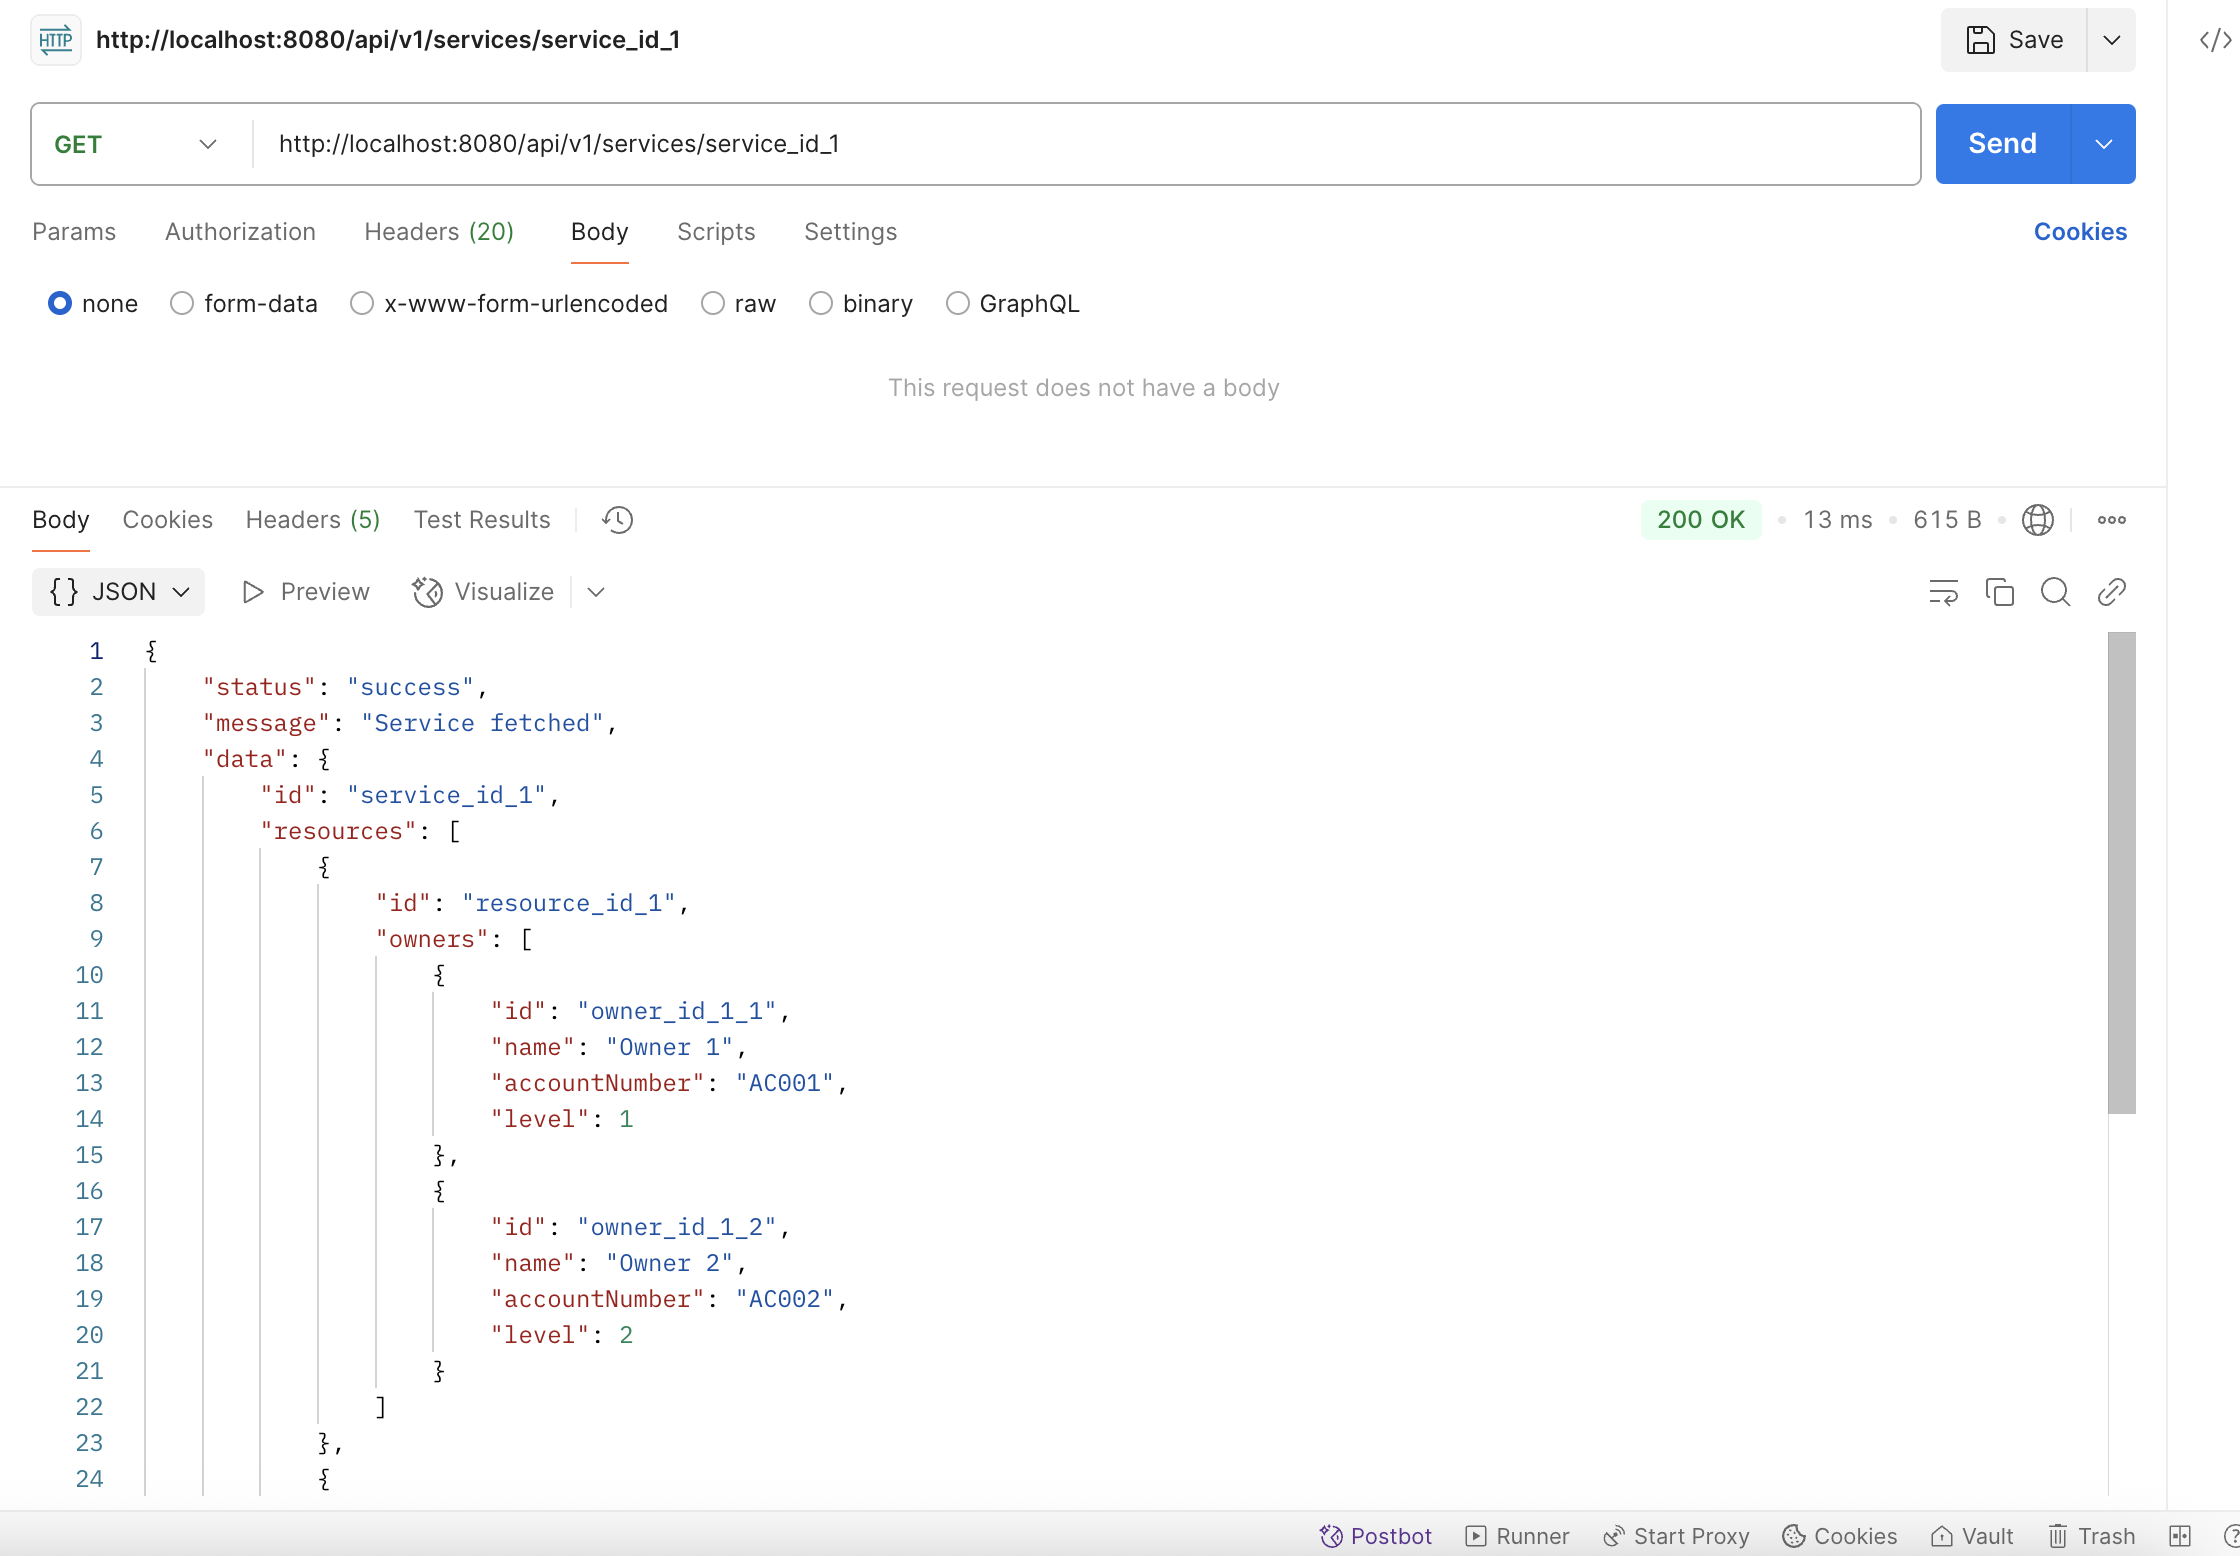 HTTP http://localhost:8080/api/v1/services/service_id_1 Save </>
GET http://localhost:8080/api/v1/services/service_id_1 Send
Params Authorization Headers (20) Body Scripts Settings Cookies
none form-data x-www-form-urlencoded raw binary GraphQL
This request does not have a body
Body Cookies Headers (5) Test Results 200 OK • 13 ms • 615 B •
{ } JSON Preview Visualize
1 {
2 "status": "success",
3 "message": "Service fetched",
4 "data": {
5 "id": "service_id_1",
6 "resources": [
7 {
8 "id": "resource_id_1",
9 "owners": [
10 {
11 "id": "owner_id_1_1",
12 "name": "Owner 1",
13 "accountNumber": "AC001",
14 "level": 1
15 },
16 {
17 "id": "owner_id_1_2",
18 "name": "Owner 2",
19 "accountNumber": "AC002",
20 "level": 2
21 }
22 ]
23 },
24 {
Postbot Runner Start Proxy Cookies Vault Trash